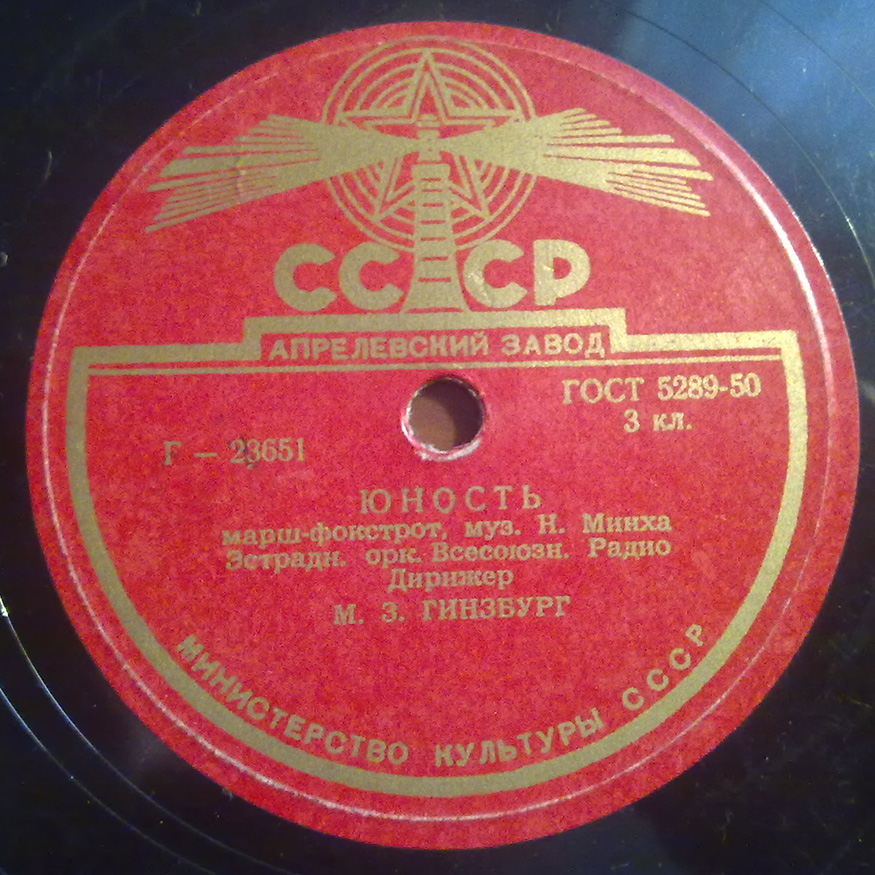 СССР
АПРЕЛЕВСКИЙ ЗАВОД
ГОСТ 5289-50
3 кл.
Г — 23651
ЮНОСТЬ
марш-фокстрот, муз. Н. Минха
Эстрадн. орк. Всесоюзн. Радио
Дирижер
М. З. ГИНЗБУРГ
МИНИСТЕРСТВО КУЛЬТУРЫ СССР